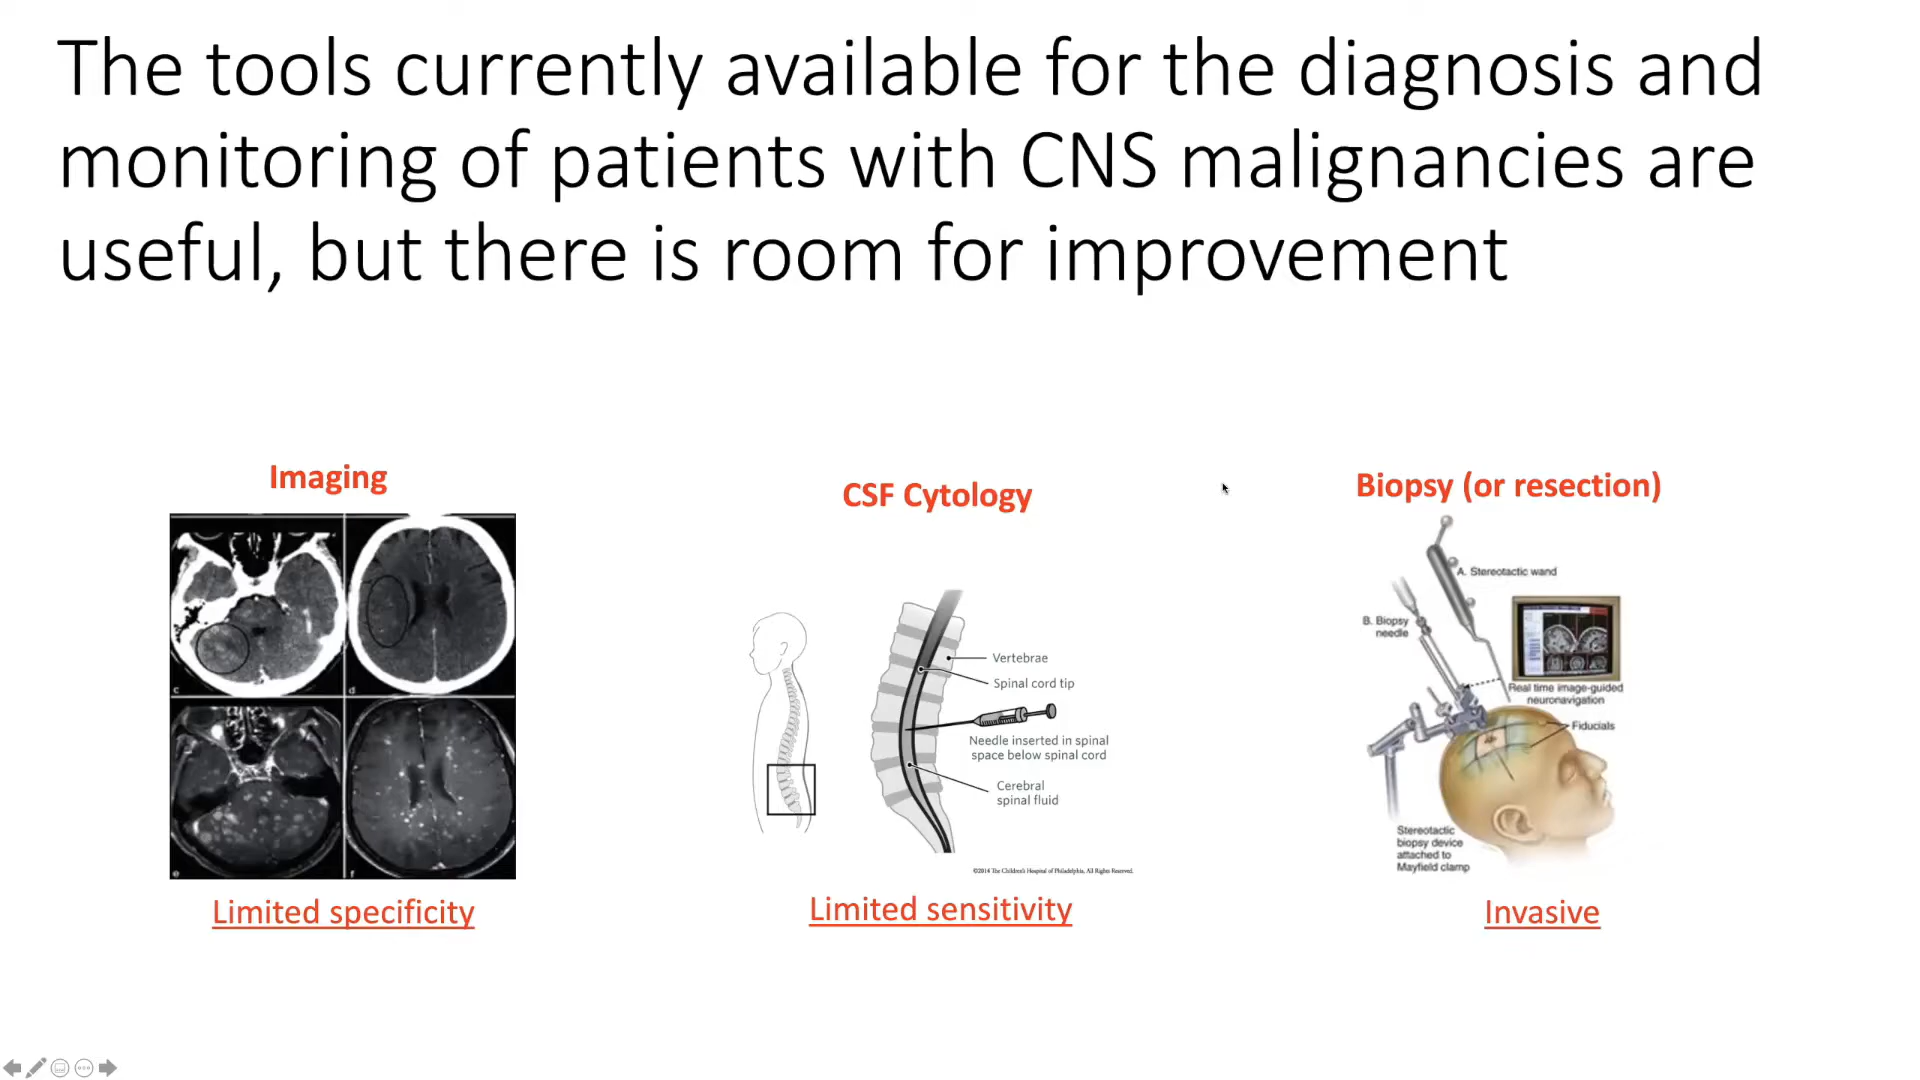 The tools currently available for the diagnosis and
monitoring of patients with CNS malignancies are
useful, but there is room for improvement
Imaging
c
d
e
f
Limited specificity
CSF Cytology
Vertebrae
Spinal cord tip
Needle inserted in spinal
space below spinal cord
Cerebral
spinal fluid
©2014 The Children's Hospital of Philadelphia, All Rights Reserved.
Limited sensitivity
Biopsy (or resection)
A. Stereotactic wand
B. Biopsy
needle
Real time image-guided
neuronavigation
Fiducials
Stereotactic
biopsy device
attached to
Mayfield clamp
Invasive